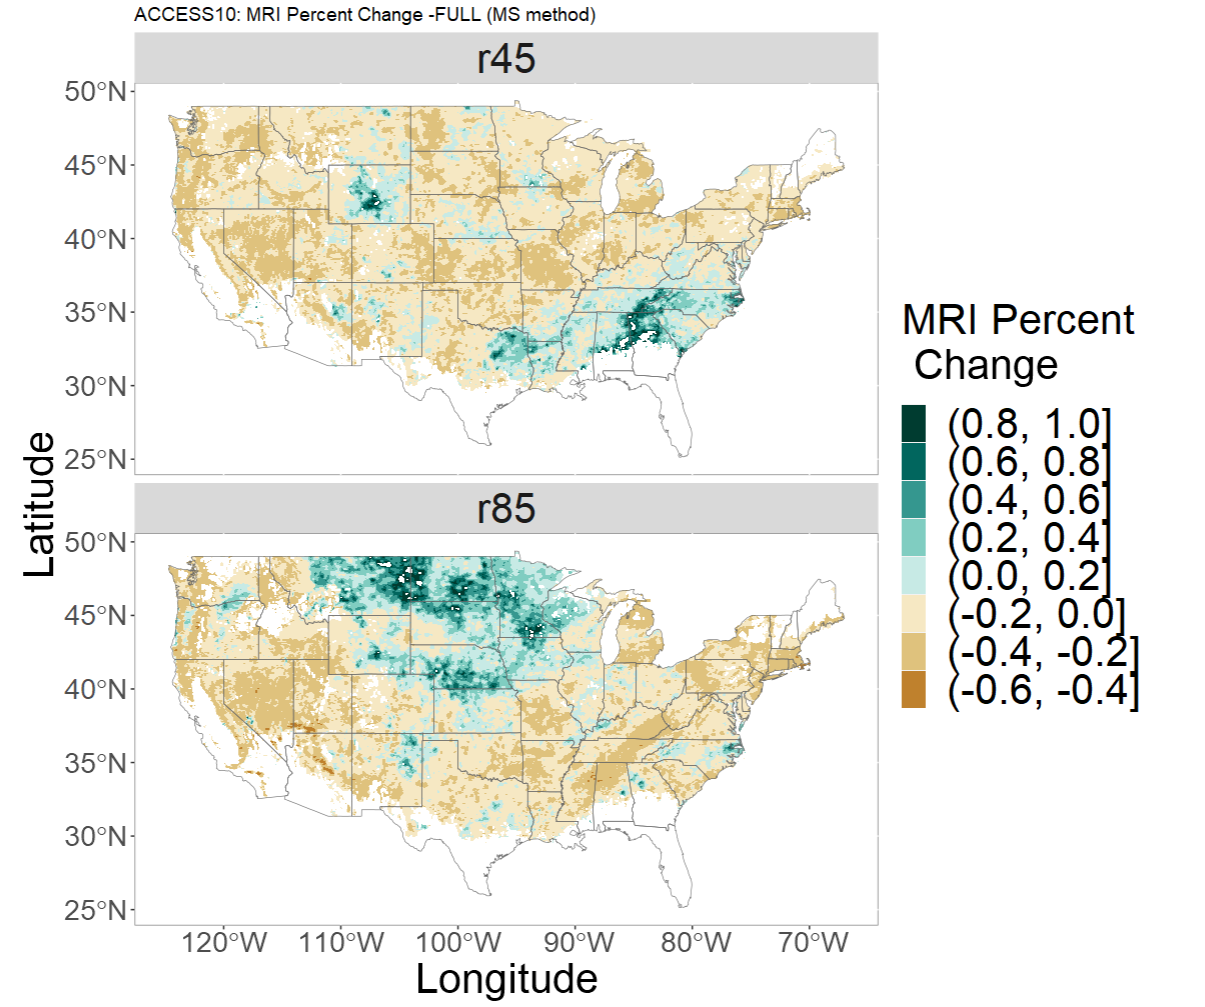 ACCESS10: MRI Percent Change -FULL (MS method)
r45
50°N
45°N
40°N
35°N
30°N
25°N
r85
50°N
45°N
40°N
35°N
30°N
25°N
120°W 110°W 100°W 90°W 80°W 70°W
Longitude
Latitude
MRI Percent
Change
(0.8, 1.0]
(0.6, 0.8]
(0.4, 0.6]
(0.2, 0.4]
(0.0, 0.2]
(-0.2, 0.0]
(-0.4, -0.2]
(-0.6, -0.4]